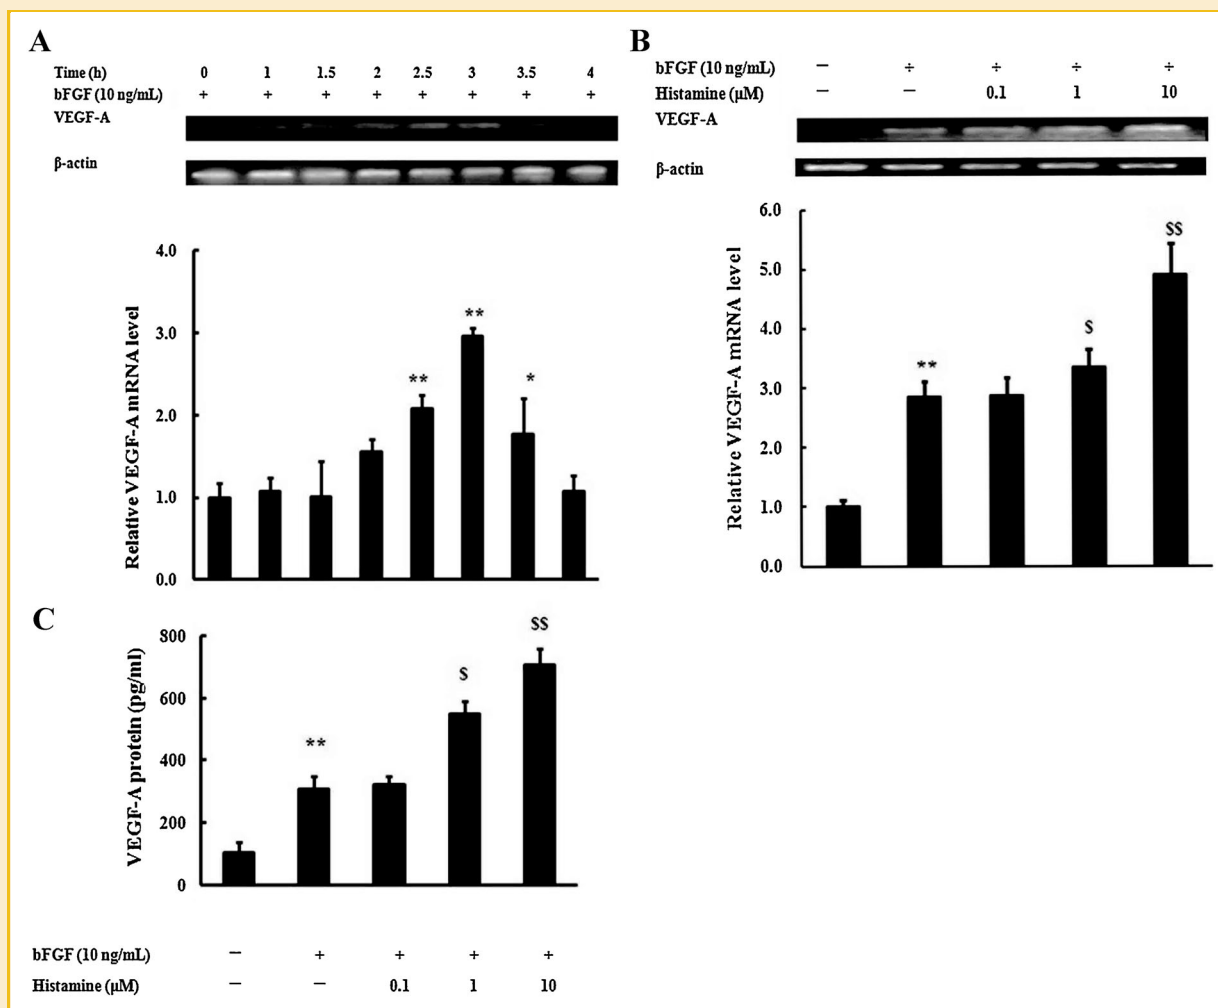 A
Time (h) 0 1 1.5 2 2.5 3 3.5 4
bFGF (10 ng/mL) + + + + + + + +
VEGF-A
β-actin
4.0
3.0
2.0
1.0
0.0
Relative VEGF-A mRNA level
** ** *
B
bFGF (10 ng/mL) − ÷ ÷ ÷ ÷
Histamine (μM) − − 0.1 1 10
VEGF-A
β-actin
6.0
5.0
4.0
3.0
2.0
1.0
0.0
Relative VEGF-A mRNA level
** $ $$
C
800
600
400
200
0
VEGF-A protein (pg/ml)
** $ $$
bFGF (10 ng/mL) − + + + +
Histamine (μM) − − 0.1 1 10